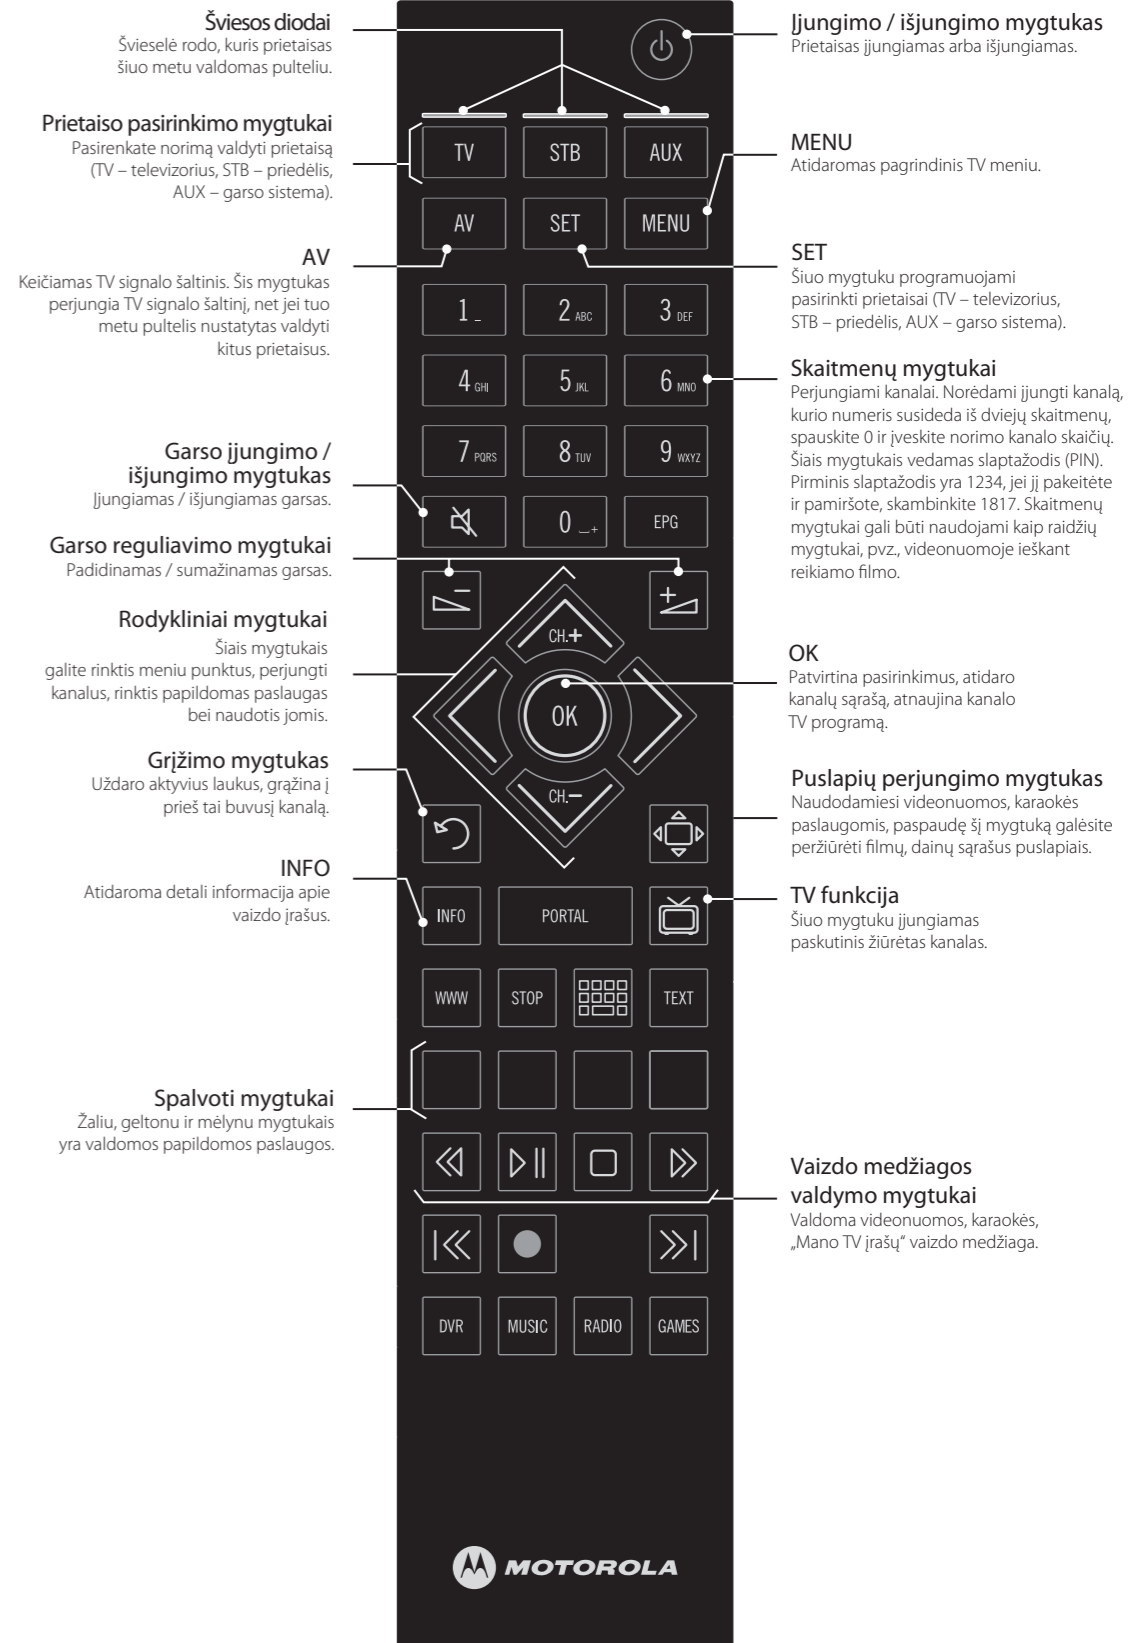 Šviesos diodai
Švieselė rodo, kuris prietaisas
šiuo metu valdomas pulteliu.
Prietaiso pasirinkimo mygtukai
Pasirenkate norimą valdyti prietaisą
(TV – televizorius, STB – priedėlis,
AUX – garso sistema).
AV
Keičiamas TV signalo šaltinis. Šis mygtukas
perjungia TV signalo šaltinį, net jei tuo
metu pultelis nustatytas valdyti
kitus prietaisus.
Garso įjungimo /
išjungimo mygtukas
Įjungiamas / išjungiamas garsas.
Garso reguliavimo mygtukai
Padidinamas / sumažinamas garsas.
Rodykliniai mygtukai
Šiais mygtukais
galite rinktis meniu punktus, perjungti
kanalus, rinktis papildomas paslaugas
bei naudotis jomis.
Grįžimo mygtukas
Uždaro aktyvius laukus, grąžina į
prieš tai buvusį kanalą.
INFO
Atidaroma detali informacija apie
vaizdo įrašus.
Spalvoti mygtukai
Žaliu, geltonu ir mėlynu mygtukais
yra valdomos papildomos paslaugos.
TV STB AUX
AV SET MENU
1 _ 2 ABC 3 DEF
4 GHI 5 JKL 6 MNO
7 PQRS 8 TUV 9 WXYZ
0 _+ EPG
− +
CH.+
OK
CH.−
INFO PORTAL
WWW STOP TEXT
DVR MUSIC RADIO GAMES
MOTOROLA
Įjungimo / išjungimo mygtukas
Prietaisas įjungiamas arba išjungiamas.
MENU
Atidaromas pagrindinis TV meniu.
SET
Šiuo mygtuku programuojami
pasirinkti prietaisai (TV – televizorius,
STB – priedėlis, AUX – garso sistema).
Skaitmenų mygtukai
Perjungiami kanalai. Norėdami įjungti kanalą,
kurio numeris susideda iš dviejų skaitmenų,
spauskite 0 ir įveskite norimo kanalo skaičių.
Šiais mygtukais vedamas slaptažodis (PIN).
Pirminis slaptažodis yra 1234, jei jį pakeitėte
ir pamiršote, skambinkite 1817. Skaitmenų
mygtukai gali būti naudojami kaip raidžių
mygtukai, pvz., videonuomoje ieškant
reikiamo filmo.
OK
Patvirtina pasirinkimus, atidaro
kanalų sąrašą, atnaujina kanalo
TV programą.
Puslapių perjungimo mygtukas
Naudodamiesi videonuomos, karaokės
paslaugomis, paspaudę šį mygtuką galėsite
peržiūrėti filmų, dainų sąrašus puslapiais.
TV funkcija
Šiuo mygtuku įjungiamas
paskutinis žiūrėtas kanalas.
Vaizdo medžiagos
valdymo mygtukai
Valdoma videonuomos, karaokės,
„Mano TV įrašų“ vaizdo medžiaga.